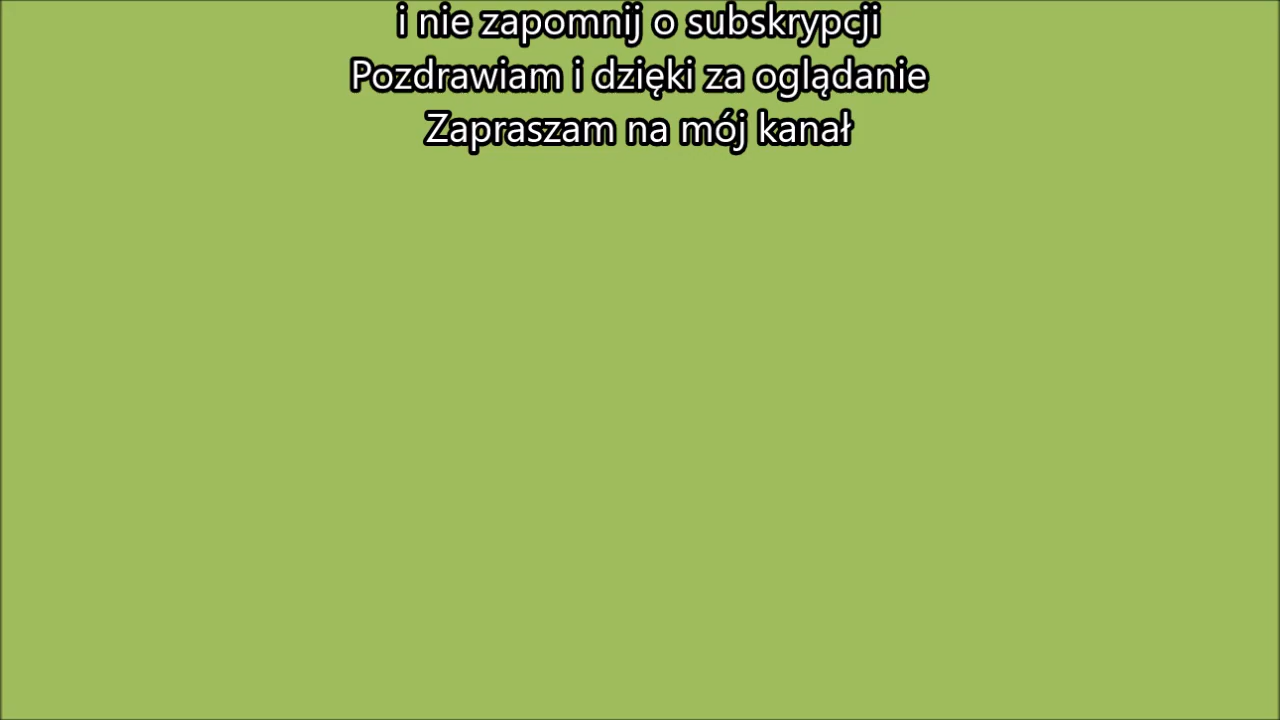 i nie zapomnij o subskrypcji
Pozdrawiam i dzięki za oglądanie
Zapraszam na mój kanał